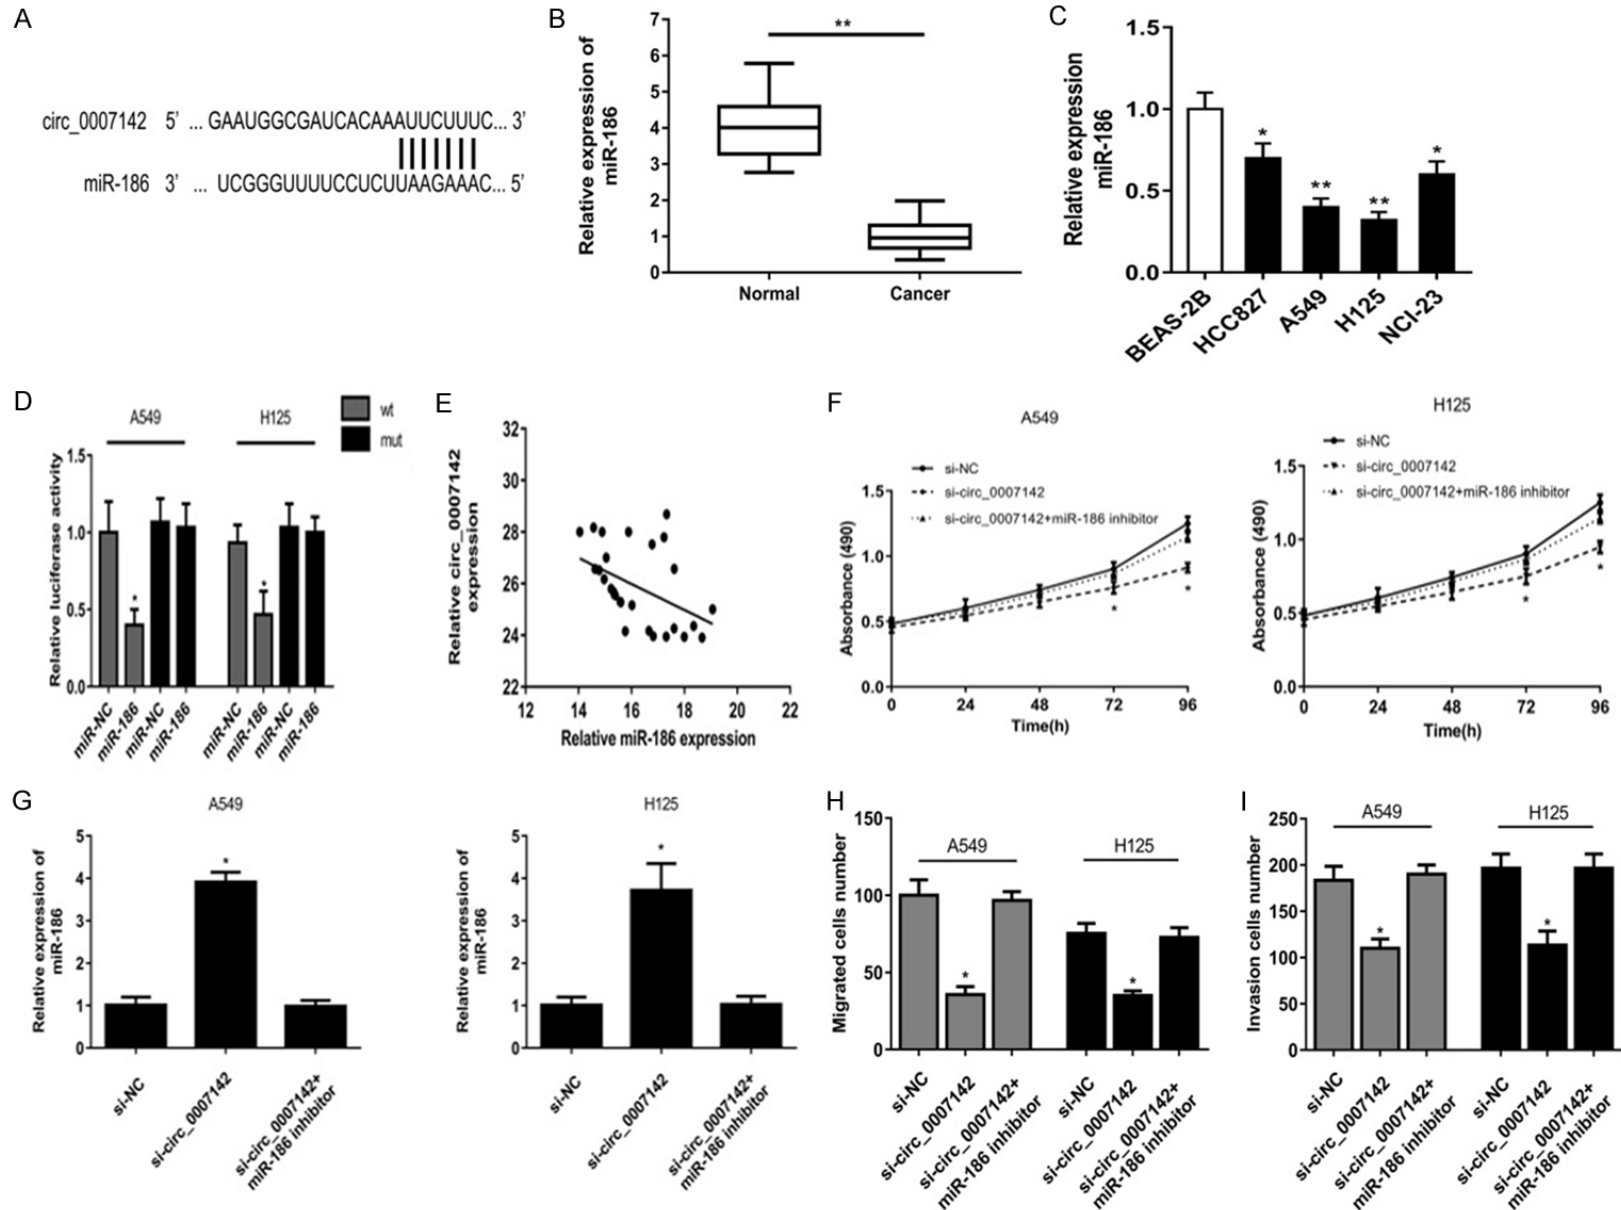 A
circ_0007142 5' ... GAAUGGCGAUCACAAAUUCUUUC... 3'
miR-186 3' ... UCGGGUUUUCCUCUUAAGAAAC... 5'
B
Relative expression of
miR-186
7
6
5
4
3
2
1
0
**
Normal
Cancer
C
Relative expression
miR-186
1.5
1.0
0.5
0.0
*
**
**
*
BEAS-2B
HCC827
A549
H125
NCI-23
D
A549
H125
wt
mut
Relative luciferase activity
1.5
1.0
0.5
0.0
*
*
miR-NC
miR-186
miR-NC
miR-186
miR-NC
miR-186
miR-NC
miR-186
E
Relative circ_0007142
expression
32
30
28
26
24
22
12
14
16
18
20
22
Relative miR-186 expression
F
A549
si-NC
si-circ_0007142
si-circ_0007142+miR-186 inhibitor
Absorbance (490)
1.5
1.0
0.5
0.0
*
*
0
24
48
72
96
Time(h)
H125
si-NC
si-circ_0007142
si-circ_0007142+miR-186 inhibitor
Absorbance (490)
1.5
1.0
0.5
0.0
*
*
0
24
48
72
96
Time(h)
G
A549
Relative expression of
miR-186
5
4
3
2
1
0
*
si-NC
si-circ_0007142
si-circ_0007142+
miR-186 inhibitor
H125
Relative expression of
miR-186
5
4
3
2
1
0
*
si-NC
si-circ_0007142
si-circ_0007142+
miR-186 inhibitor
H
Migrated cells number
150
100
50
0
A549
H125
*
*
si-NC
si-circ_0007142
si-circ_0007142+
miR-186 inhibitor
si-NC
si-circ_0007142
si-circ_0007142+
miR-186 inhibitor
I
Invasion cells number
250
200
150
100
50
0
A549
H125
*
*
si-NC
si-circ_0007142
si-circ_0007142+
miR-186 inhibitor
si-NC
si-circ_0007142
si-circ_0007142+
miR-186 inhibitor